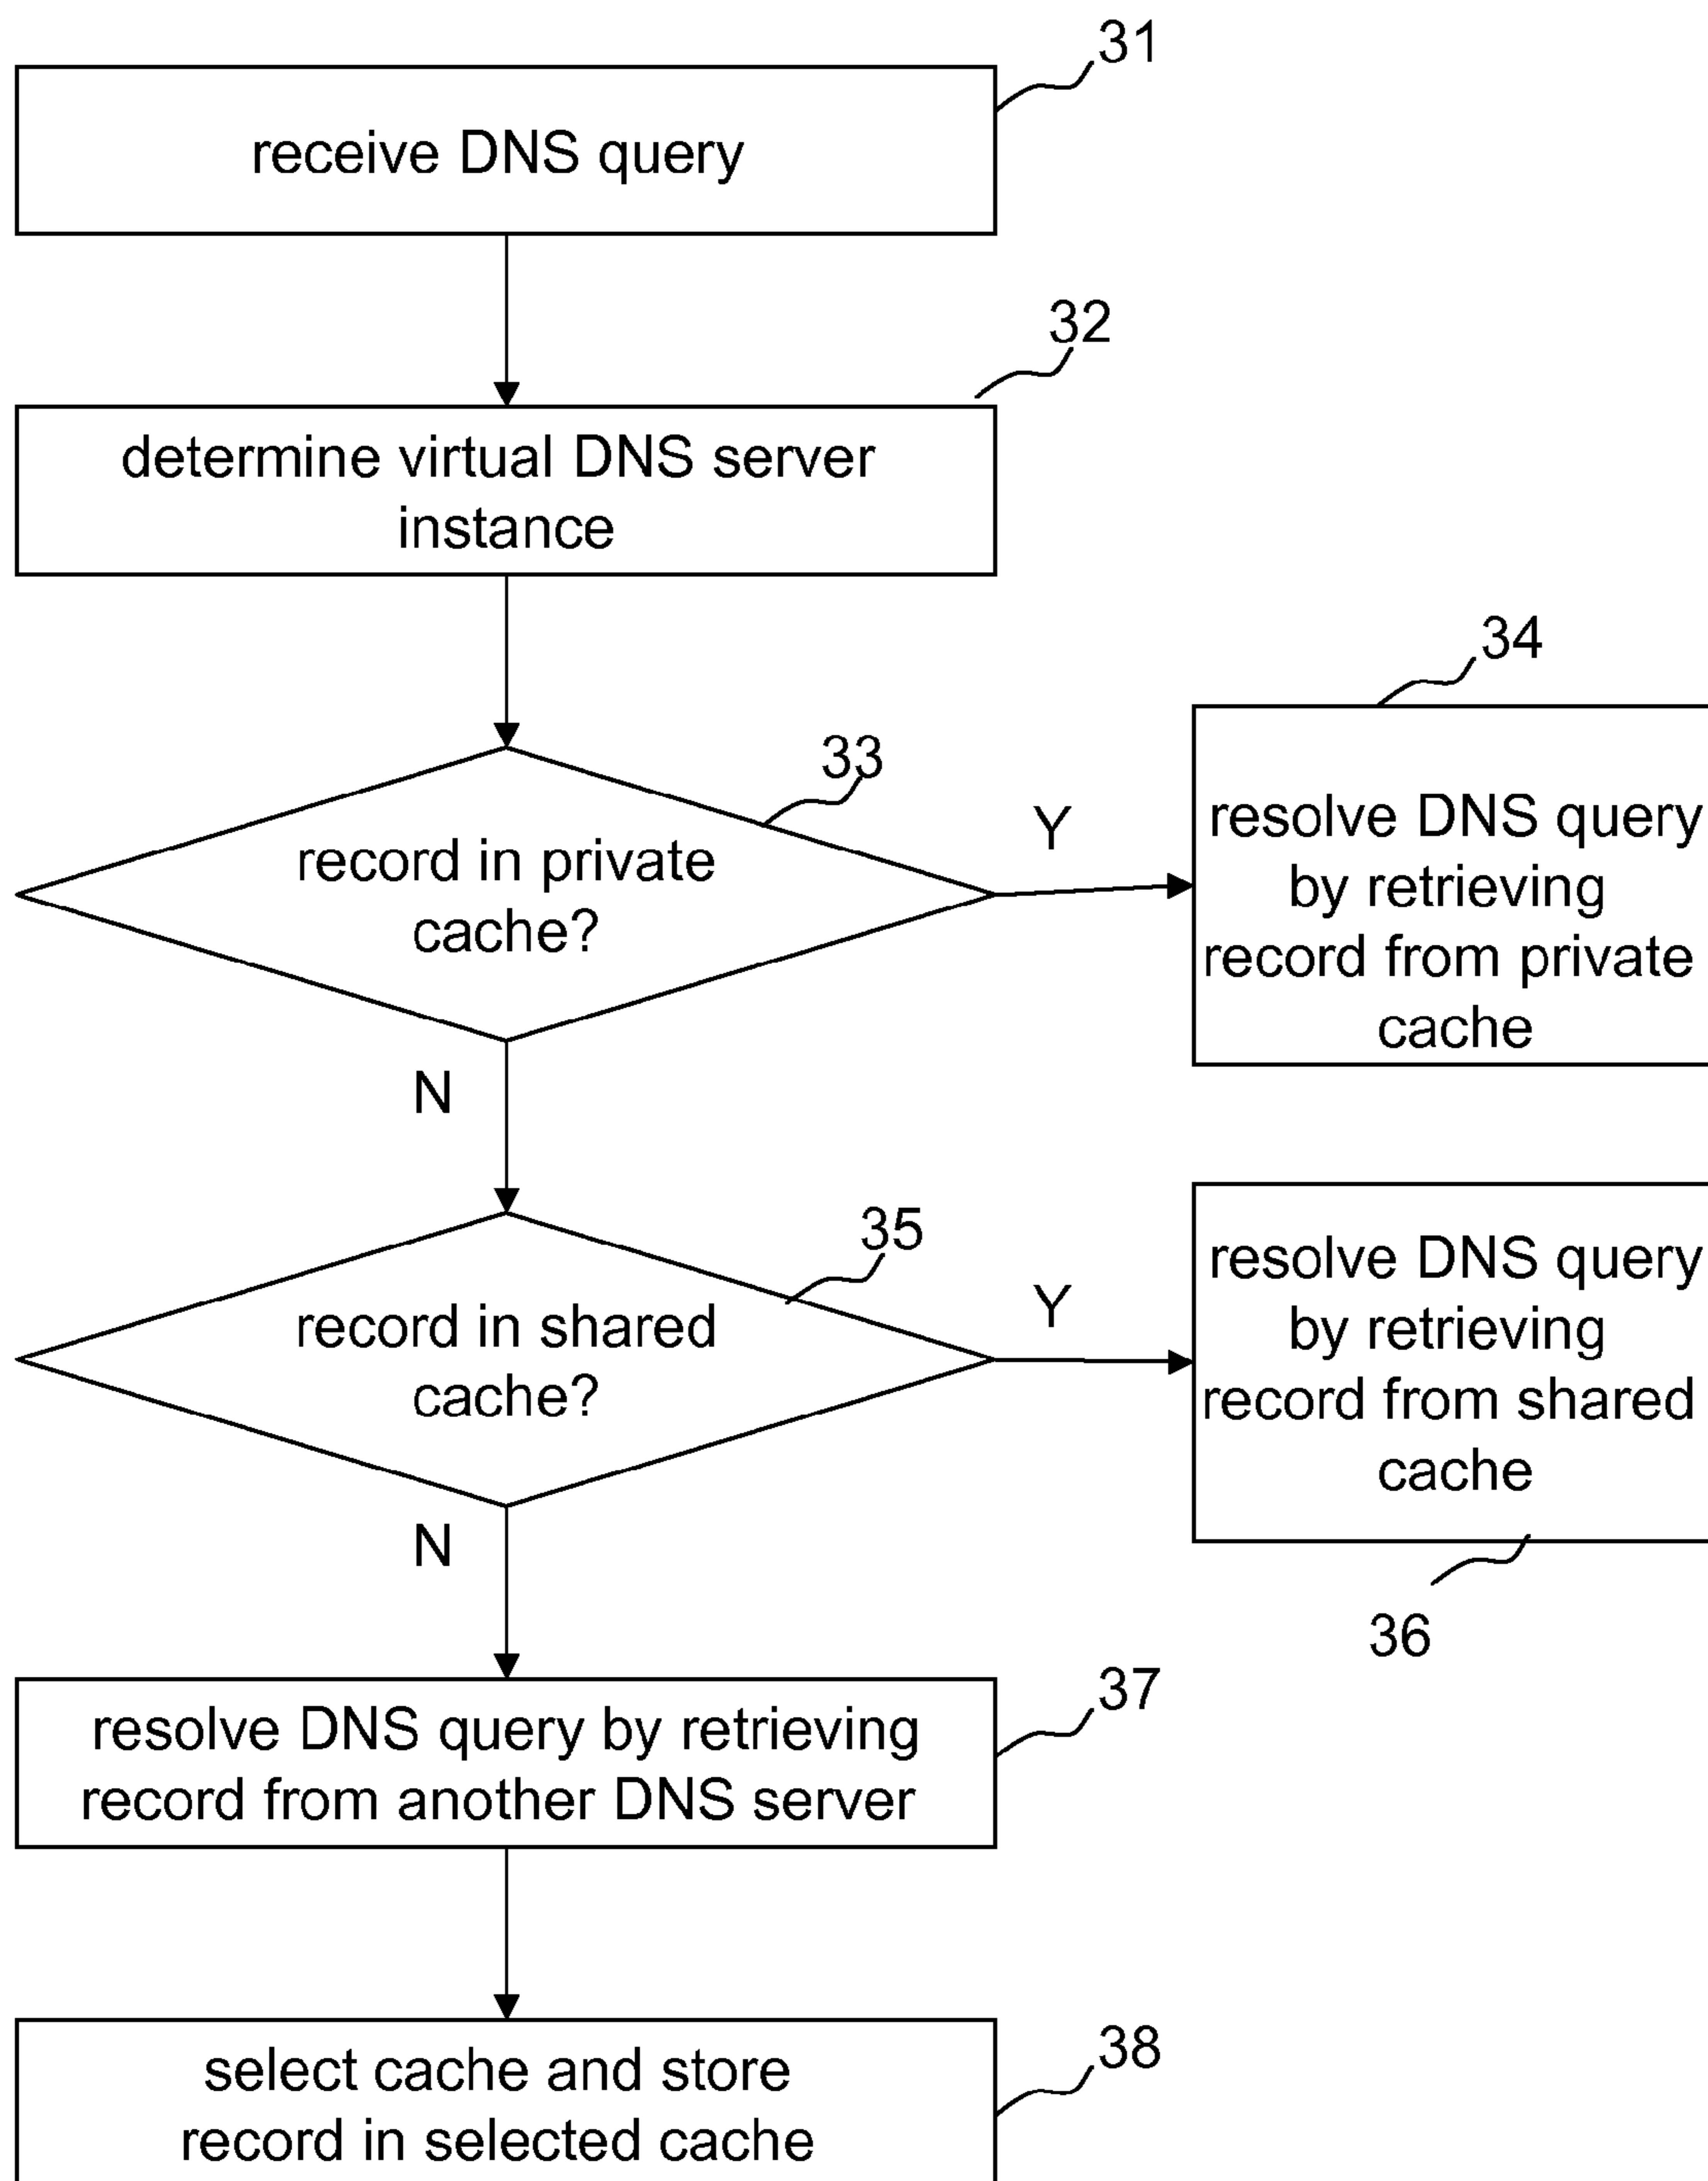 31
receive DNS query
32
determine virtual DNS server
instance
33
record in private
cache?
Y
34
resolve DNS query
by retrieving
record from private
cache
N
35
record in shared
cache?
Y
resolve DNS query
by retrieving
record from shared
cache
36
N
37
resolve DNS query by retrieving
record from another DNS server
38
select cache and store
record in selected cache